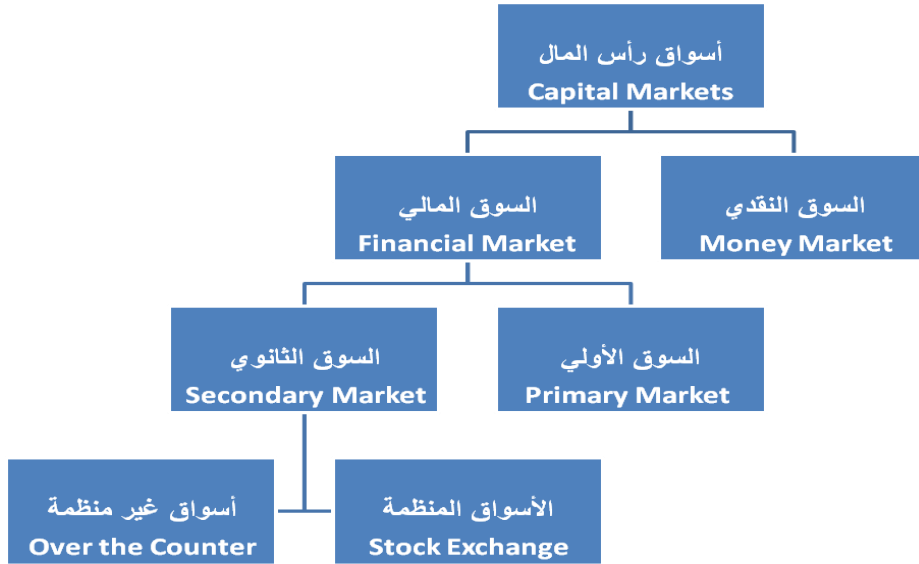 أسواق رأس المال
Capital Markets
السوق النقدي
Money Market
السوق المالي
Financial Market
السوق الأولي
Primary Market
السوق الثانوي
Secondary Market
الأسواق المنظمة
Stock Exchange
أسواق غير منظمة
Over the Counter